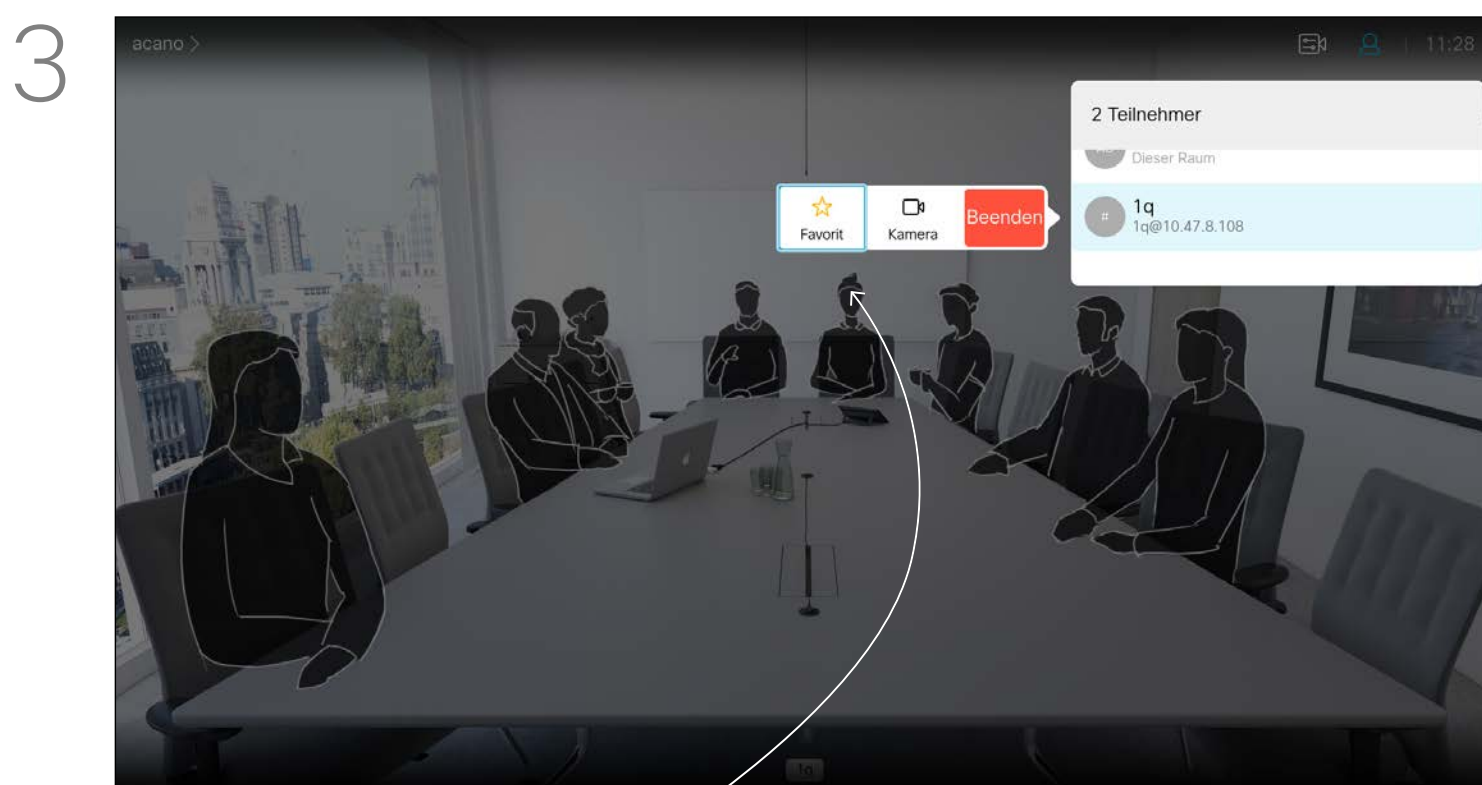 3
acano >
11:28
2 Teilnehmer
Dieser Raum
Favorit
Kamera
Beenden
#
1q
1q@10.47.8.108
1q